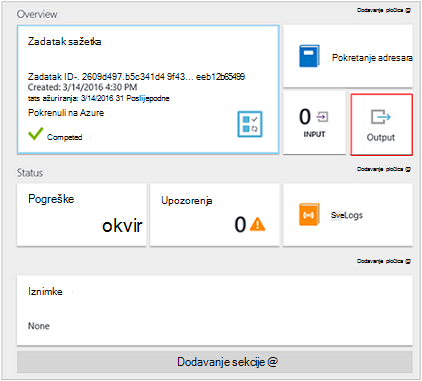 Overview
Dodavanje pločica @
Zadatak sažetka
Zadatak ID-. 2609d497.b5c341d4 9f43... eeb12b65499
Created: 3/14/2016 4:30 PM
tats ažuriranja: 3/14/2016 31 Poslijepodne
Pokrenuli na Azure
Competed
Pokretanje adresara
0
INPUT
Output
Status
Dodavanje pločica @
Pogreške
okvir
Upozorenja
0
SveLogs
Dodavanje pločica @
Iznimke
None
Dodavanje sekcije @